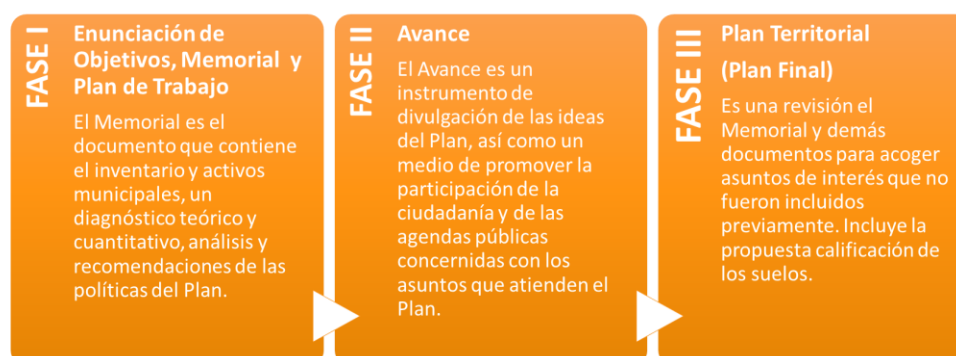 FASE I
Enunciación de
Objetivos, Memorial y
Plan de Trabajo
El Memorial es el
documento que contiene
el inventario y activos
municipales, un
diagnóstico teórico y
cuantitativo, análisis y
recomendaciones de las
políticas del Plan.
FASE II
Avance
El Avance es un
instrumento de
divulgación de las ideas
del Plan, así como un
medio de promover la
participación de la
ciudadanía y de las
agendas públicas
concernidas con los
asuntos que atienden el
Plan.
FASE III
Plan Territorial
(Plan Final)
Es una revisión el
Memorial y demás
documentos para acoger
asuntos de interés que no
fueron incluidos
previamente. Incluye la
propuesta calificación de
los suelos.